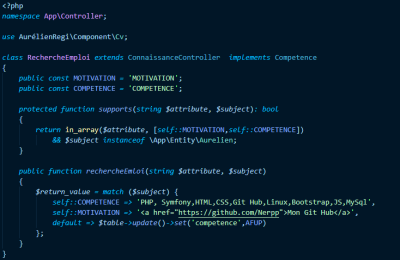 <?php
namespace App\Controller;
use AurélienRegi\Component\Cv;
class RechercheEmploi extends ConnaissanceController  implements Competence
{
    public const MOTIVATION = 'MOTIVATION';
    public const COMPETENCE = 'COMPETENCE';
    protected function supports(string $attribute, $subject): bool
    {
        return in_array($attribute, [self::MOTIVATION,self::COMPETENCE])
            && $subject instanceof \App\Entity\Aurelien;
    }
    public function rechercheEmloi(string $attribute, $subject)
    {
        $return_value = match ($subject) {
            self::COMPETENCE => 'PHP, Symfony,HTML,CSS,Git Hub,Linux,Bootstrap,JS,MySql',
            self::MOTIVATION => '<a href="https://github.com/Nerpp">Mon Git Hub</a>',
            default => $table->update()->set('competence',AFUP)
        };
    }
}